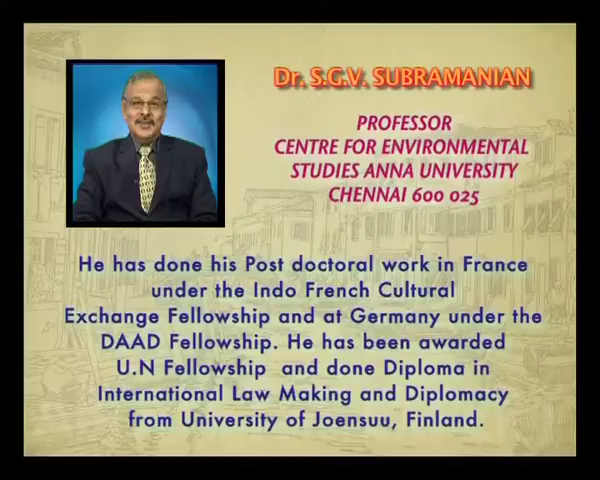 Dr. S.G.V. SUBRAMANIAN
PROFESSOR
CENTRE FOR ENVIRONMENTAL
STUDIES ANNA UNIVERSITY
CHENNAI 600 025
He has done his Post doctoral work in France
under the Indo French Cultural
Exchange Fellowship and at Germany under the
DAAD Fellowship. He has been awarded
U.N Fellowship and done Diploma in
International Law Making and Diplomacy
from University of Joensuu, Finland.